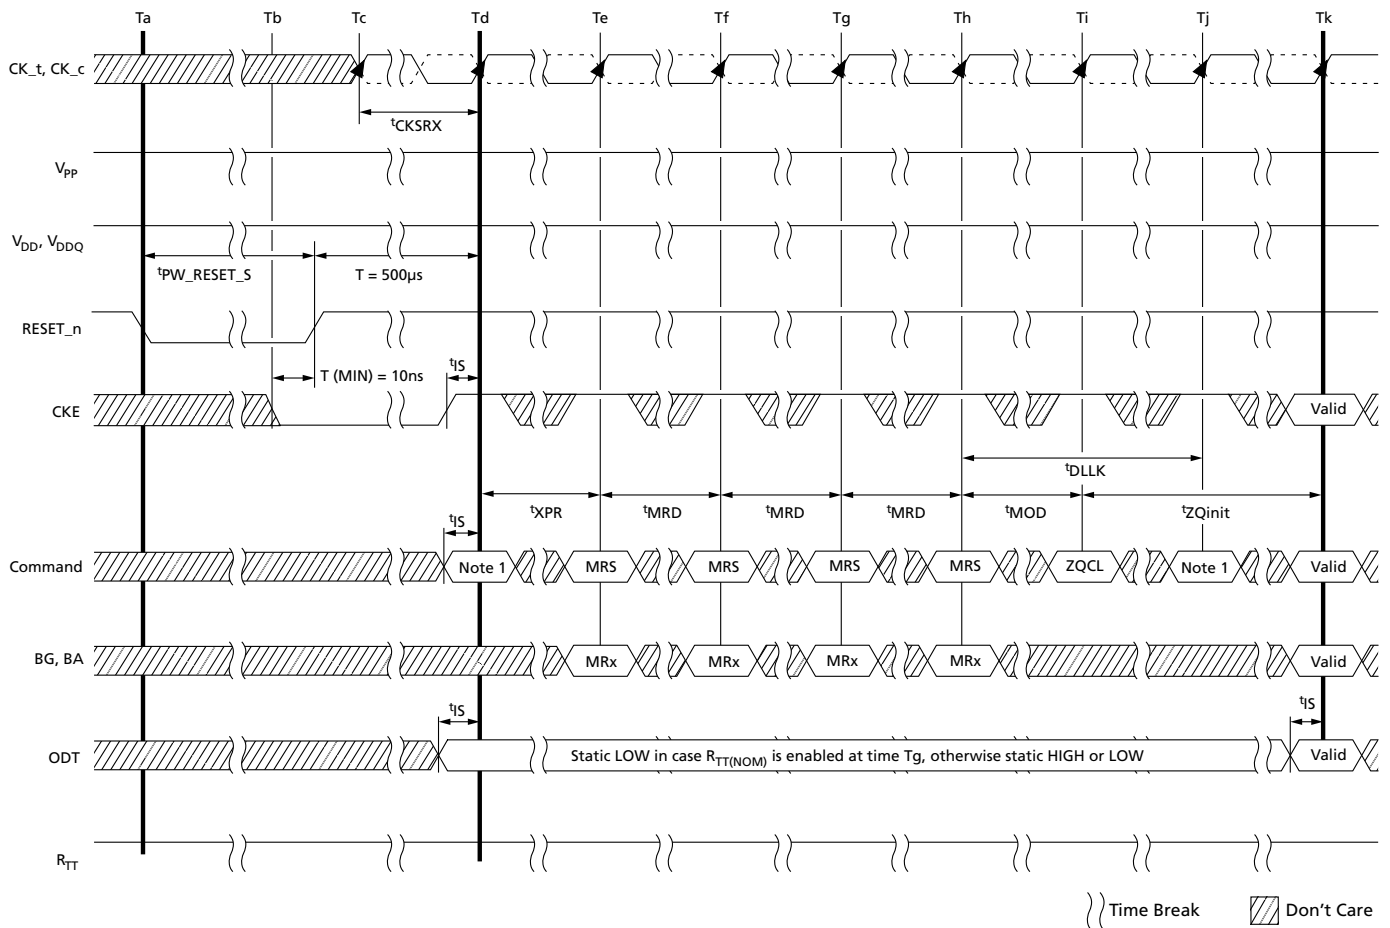 Ta Tb Tc Td Te Tf Tg Th Ti Tj Tk
CK_t, CK_c
tCKSRX
VPP
VDD, VDDQ
tPW_RESET_S T = 500µs
RESET_n
T (MIN) = 10ns tIS
CKE Valid
tDLLK
tXPR tMRD tMRD tMRD tMOD tZQinit
tIS
Command Note 1 MRS MRS MRS MRS ZQCL Note 1 Valid
BG, BA MRx MRx MRx MRx Valid
tIS tIS
ODT Static LOW in case RTT(NOM) is enabled at time Tg, otherwise static HIGH or LOW Valid
RTT
Time Break Don't Care